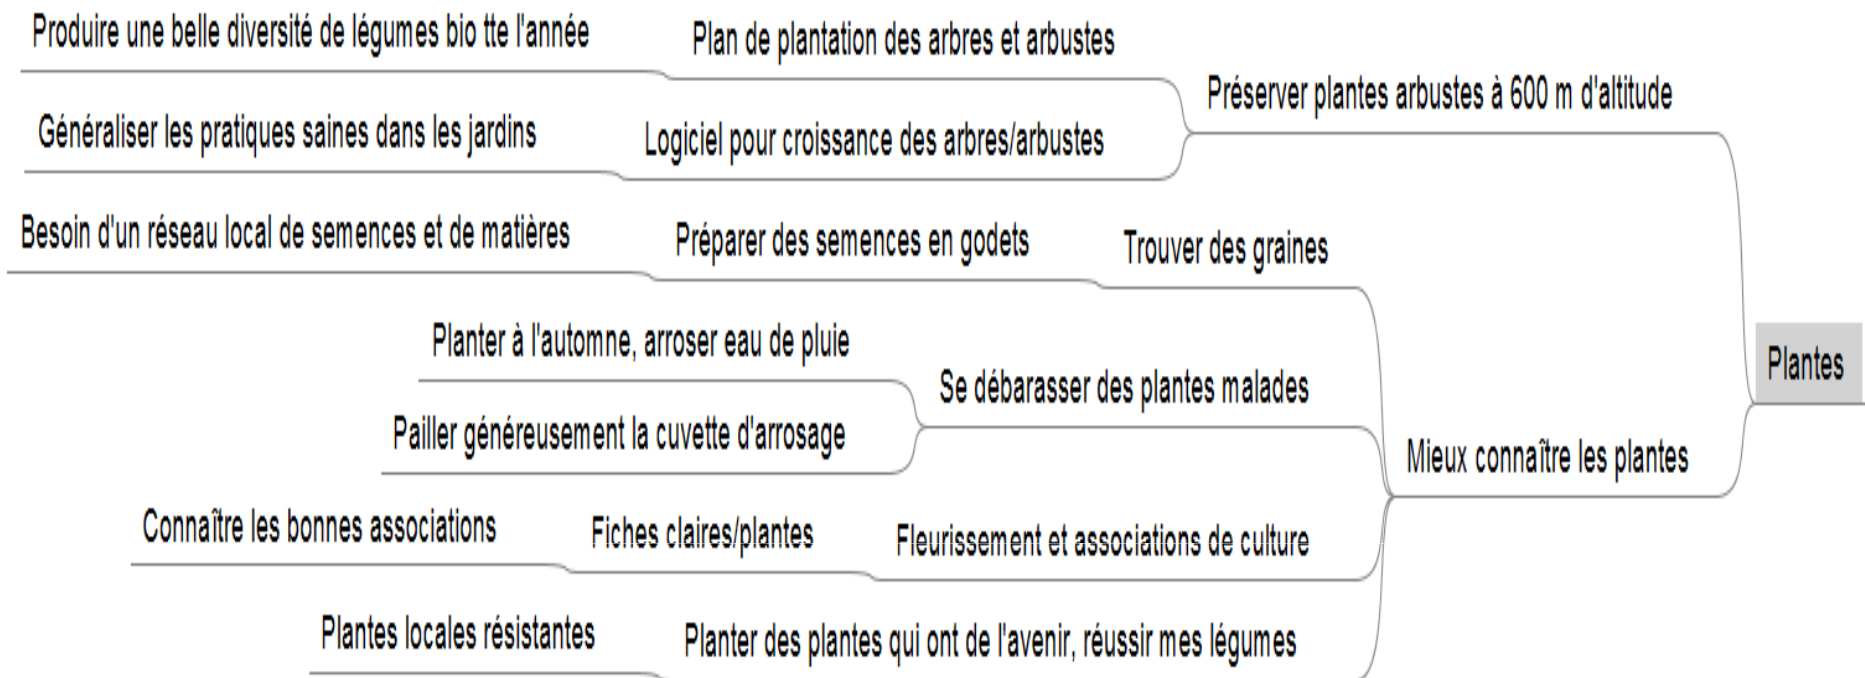 Produire une belle diversité de légumes bio tte l'année
Plan de plantation des arbres et arbustes
Préserver plantes arbustes à 600 m d'altitude
Généraliser les pratiques saines dans les jardins
Logiciel pour croissance des arbres/arbustes
Besoin d'un réseau local de semences et de matières
Préparer des semences en godets
Trouver des graines
Planter à l'automne, arroser eau de pluie
Se débarasser des plantes malades
Plantes
Pailler généreusement la cuvette d'arrosage
Mieux connaître les plantes
Connaître les bonnes associations
Fiches claires/plantes
Fleurissement et associations de culture
Plantes locales résistantes
Planter des plantes qui ont de l'avenir, réussir mes légumes